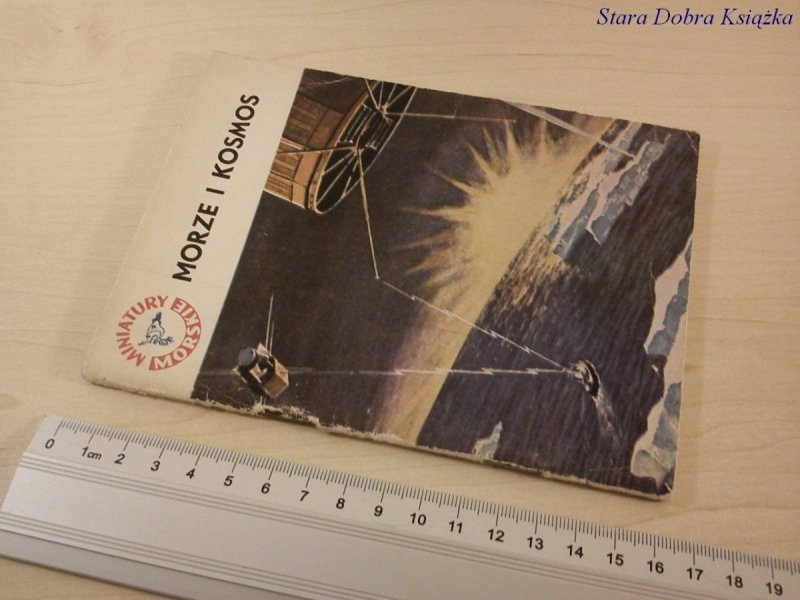 Stara Dobra Książka
MORZE I KOSMOS
MINIATURY MORSKIE
0 1cm 2 3 4 5 6 7 8 9 10 11 12 13 14 15 16 17 18 19